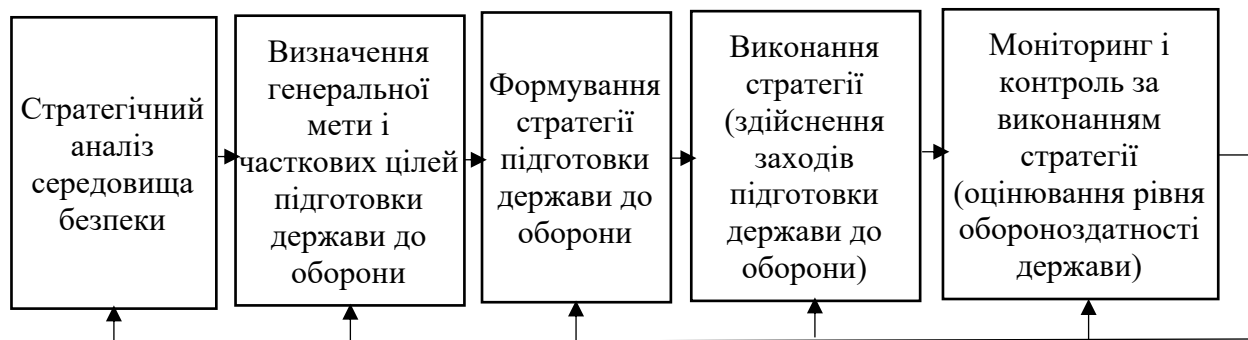 Стратегічний
аналіз
середовища
безпеки
Визначення
генеральної
мети і
часткових цілей
підготовки
держави до
оборони
Формування
стратегії
підготовки
держави до
оборони
Виконання
стратегії
(здійснення
заходів
підготовки
держави до
оборони)
Моніторинг і
контроль за
виконанням
стратегії
(оцінювання рівня
обороноздатності
держави)